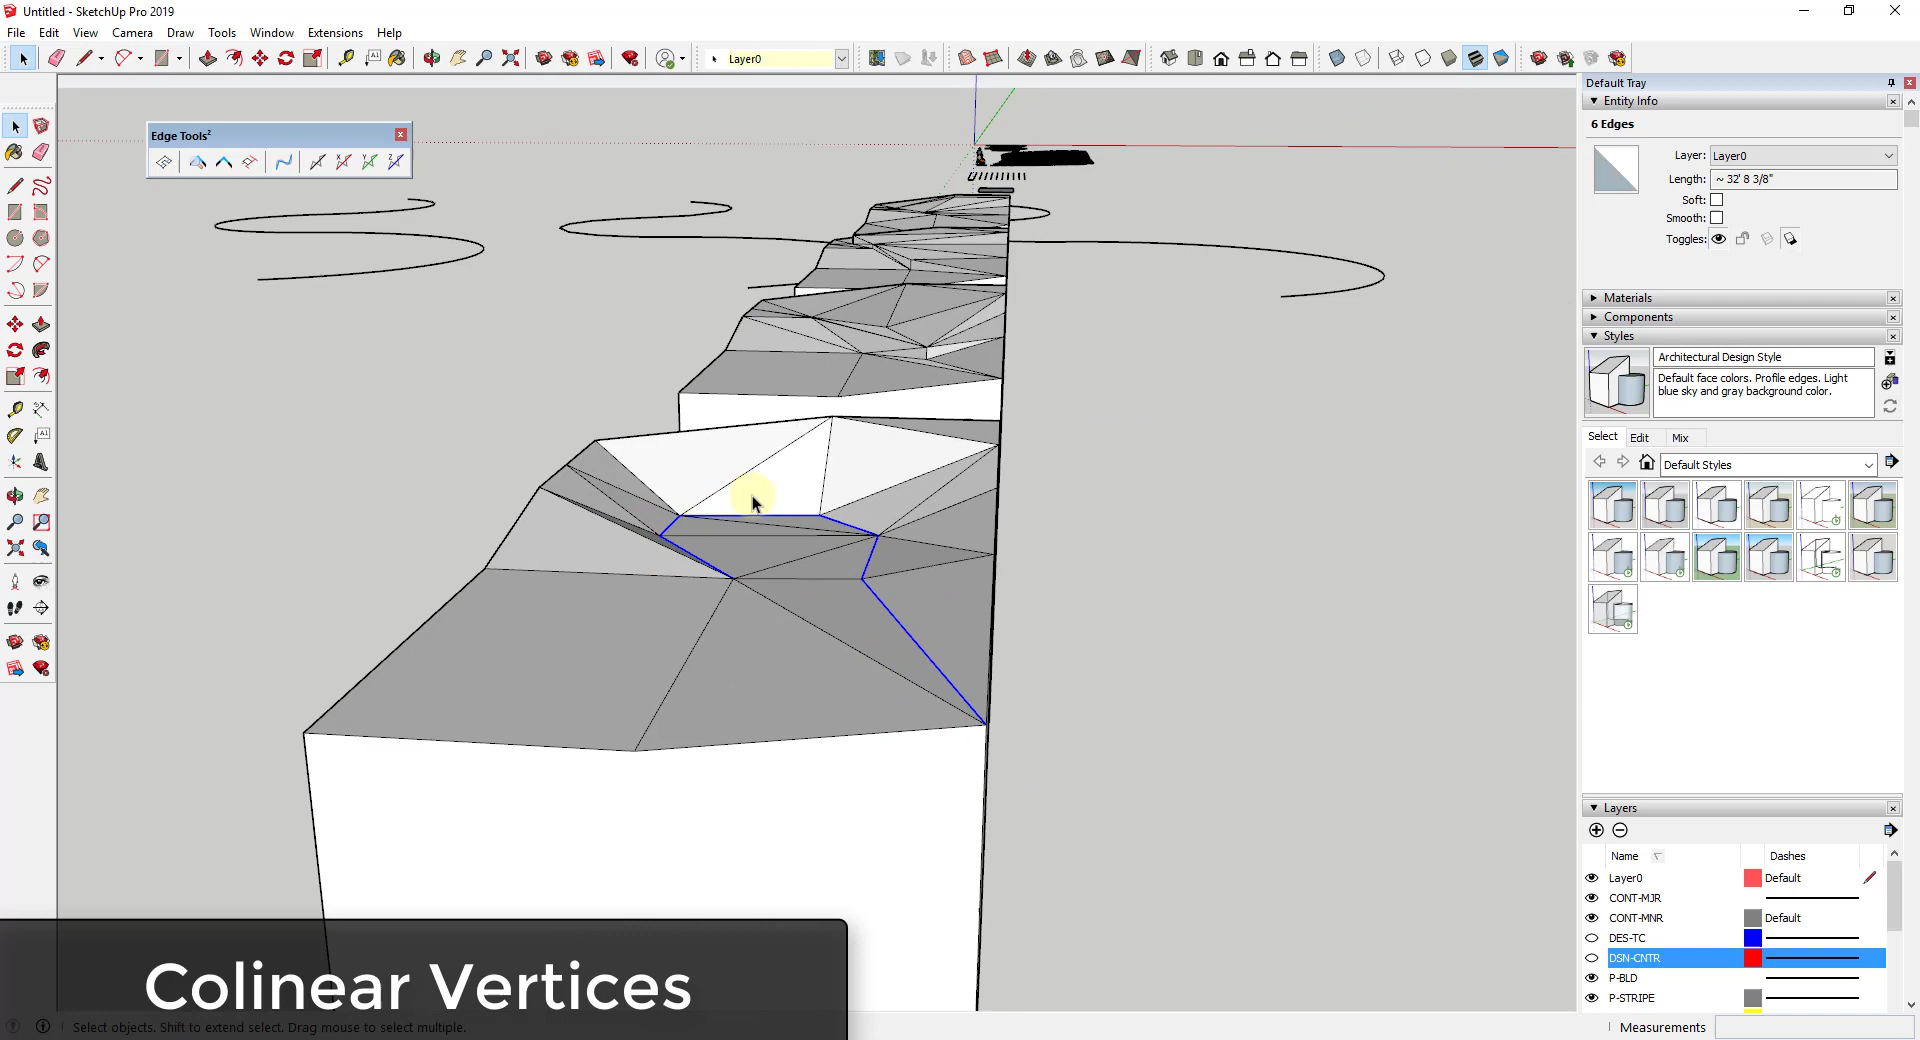 Untitled - SketchUp Pro 2019
File Edit View Camera Draw Tools Window Extensions Help
Layer0
Default Tray
Entity Info
6 Edges
Layer: Layer0
Length: ~ 32' 8 3/8"
Soft:
Smooth:
Toggles:
Edge Tools²
Materials
Components
Styles
Architectural Design Style
Default face colors. Profile edges. Light
blue sky and gray background color.
Select Edit Mix
Default Styles
Layers
Name Dashes
Layer0 Default
CONT-MJR
CONT-MNR Default
DES-TC
DSN-CNTR
P-BLD
P-STRIPE
Colinear Vertices
Select objects. Shift to extend select. Drag mouse to select multiple.
Measurements